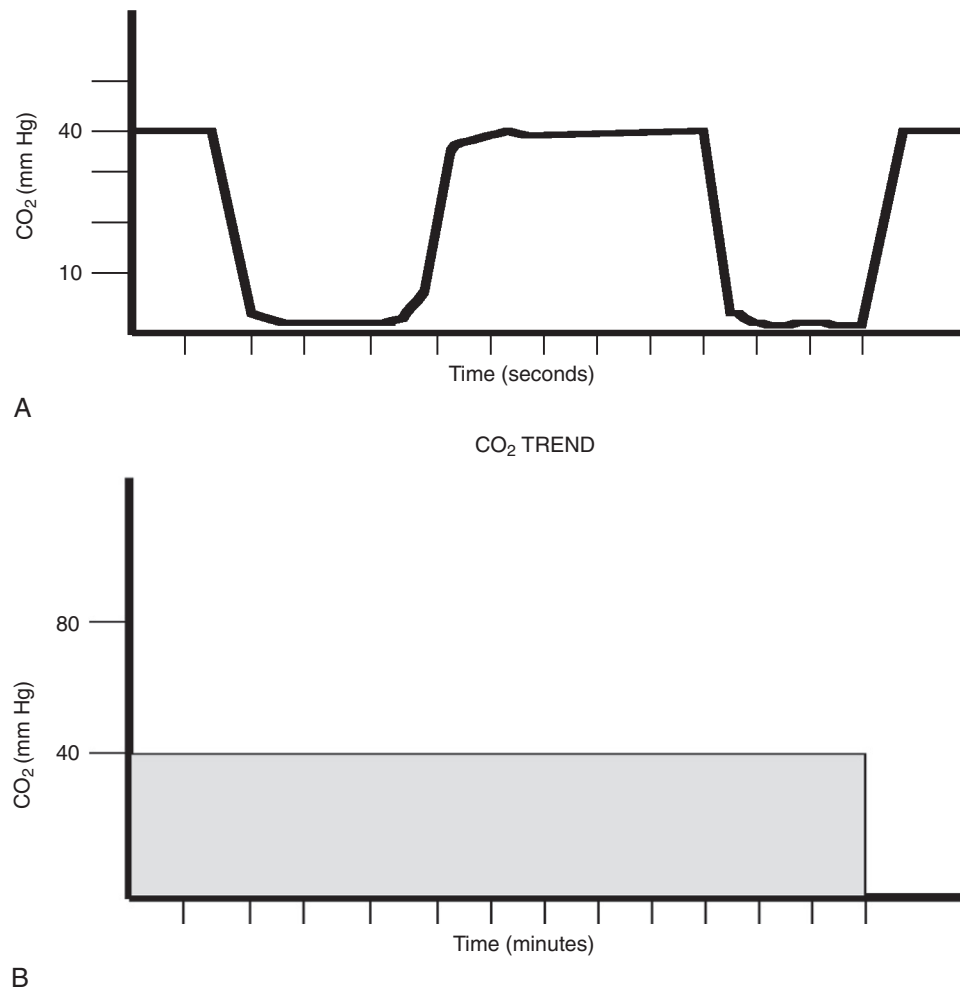 CO₂ (mm Hg)
40
10
Time (seconds)
A
CO₂ TREND
CO₂ (mm Hg)
80
40
Time (minutes)
B